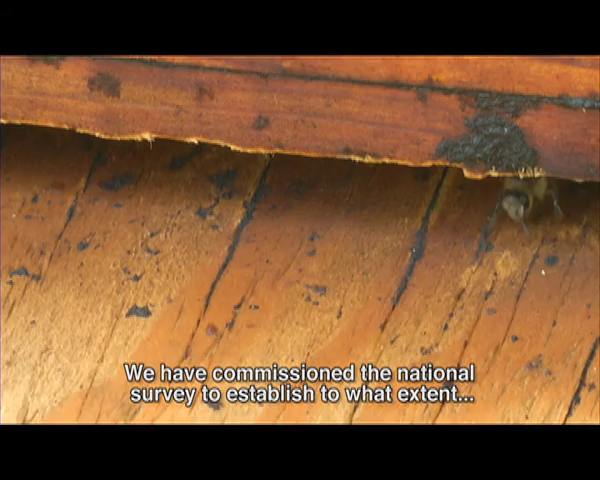 We have commissioned the national
survey to establish to what extent...